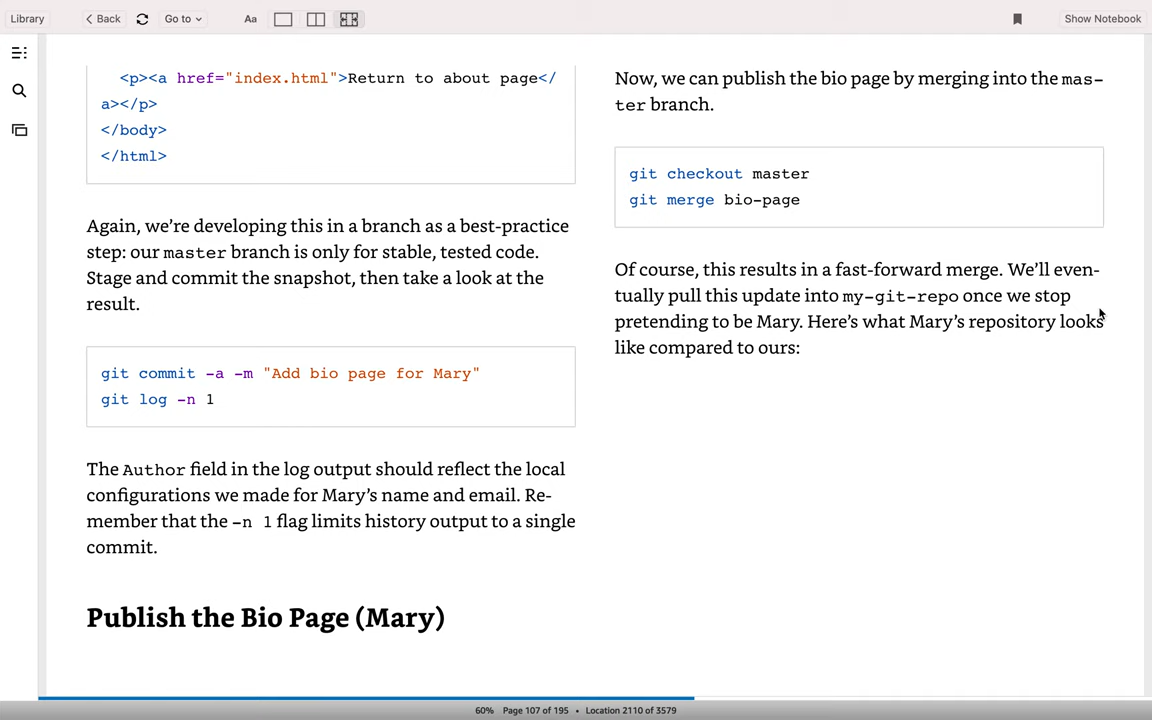 Library
Back
Go to
Aa
Show Notebook
<p><a href="index.html">Return to about page</
a></p>
</body>
</html>
Again, we’re developing this in a branch as a best-practice
step: our master branch is only for stable, tested code.
Stage and commit the snapshot, then take a look at the
result.
git commit -a -m "Add bio page for Mary"
git log -n 1
The Author field in the log output should reflect the local
configurations we made for Mary’s name and email. Re-
member that the -n 1 flag limits history output to a single
commit.
Publish the Bio Page (Mary)
Now, we can publish the bio page by merging into the mas-
ter branch.
git checkout master
git merge bio-page
Of course, this results in a fast-forward merge. We’ll even-
tually pull this update into my-git-repo once we stop
pretending to be Mary. Here’s what Mary’s repository looks
like compared to ours:
60% Page 107 of 195 • Location 2110 of 3579